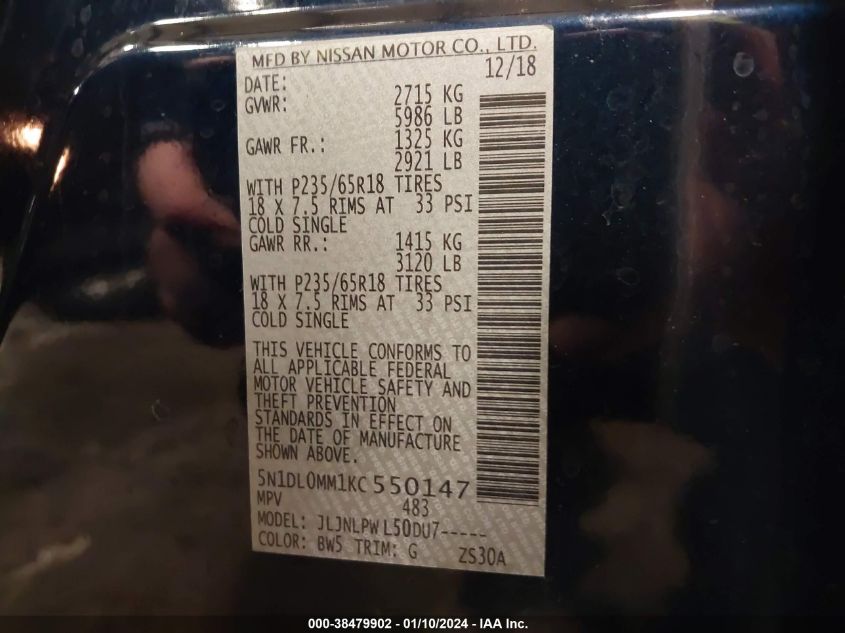 MFD BY NISSAN MOTOR CO., LTD.
DATE: 12/18
GVWR: 2715 KG
5986 LB
GAWR FR.: 1325 KG
2921 LB
WITH P235/65R18 TIRES
18 X 7.5 RIMS AT 33 PSI
COLD SINGLE
GAWR RR.: 1415 KG
3120 LB
WITH P235/65R18 TIRES
18 X 7.5 RIMS AT 33 PSI
COLD SINGLE
THIS VEHICLE CONFORMS TO
ALL APPLICABLE FEDERAL
MOTOR VEHICLE SAFETY AND
THEFT PREVENTION
STANDARDS IN EFFECT ON
THE DATE OF MANUFACTURE
SHOWN ABOVE.
5N1DL0MM1KC550147
MPV 483
MODEL: JLJNLPWL50DU7-----
COLOR: BW5 TRIM: G ZS30A
000-38479902 - 01/10/2024 - IAA Inc.